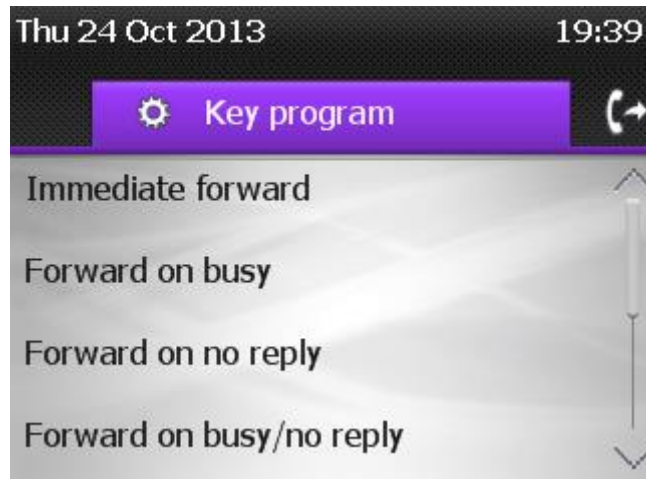 Thu 24 Oct 2013 19:39
Key program
Immediate forward
Forward on busy
Forward on no reply
Forward on busy/no reply